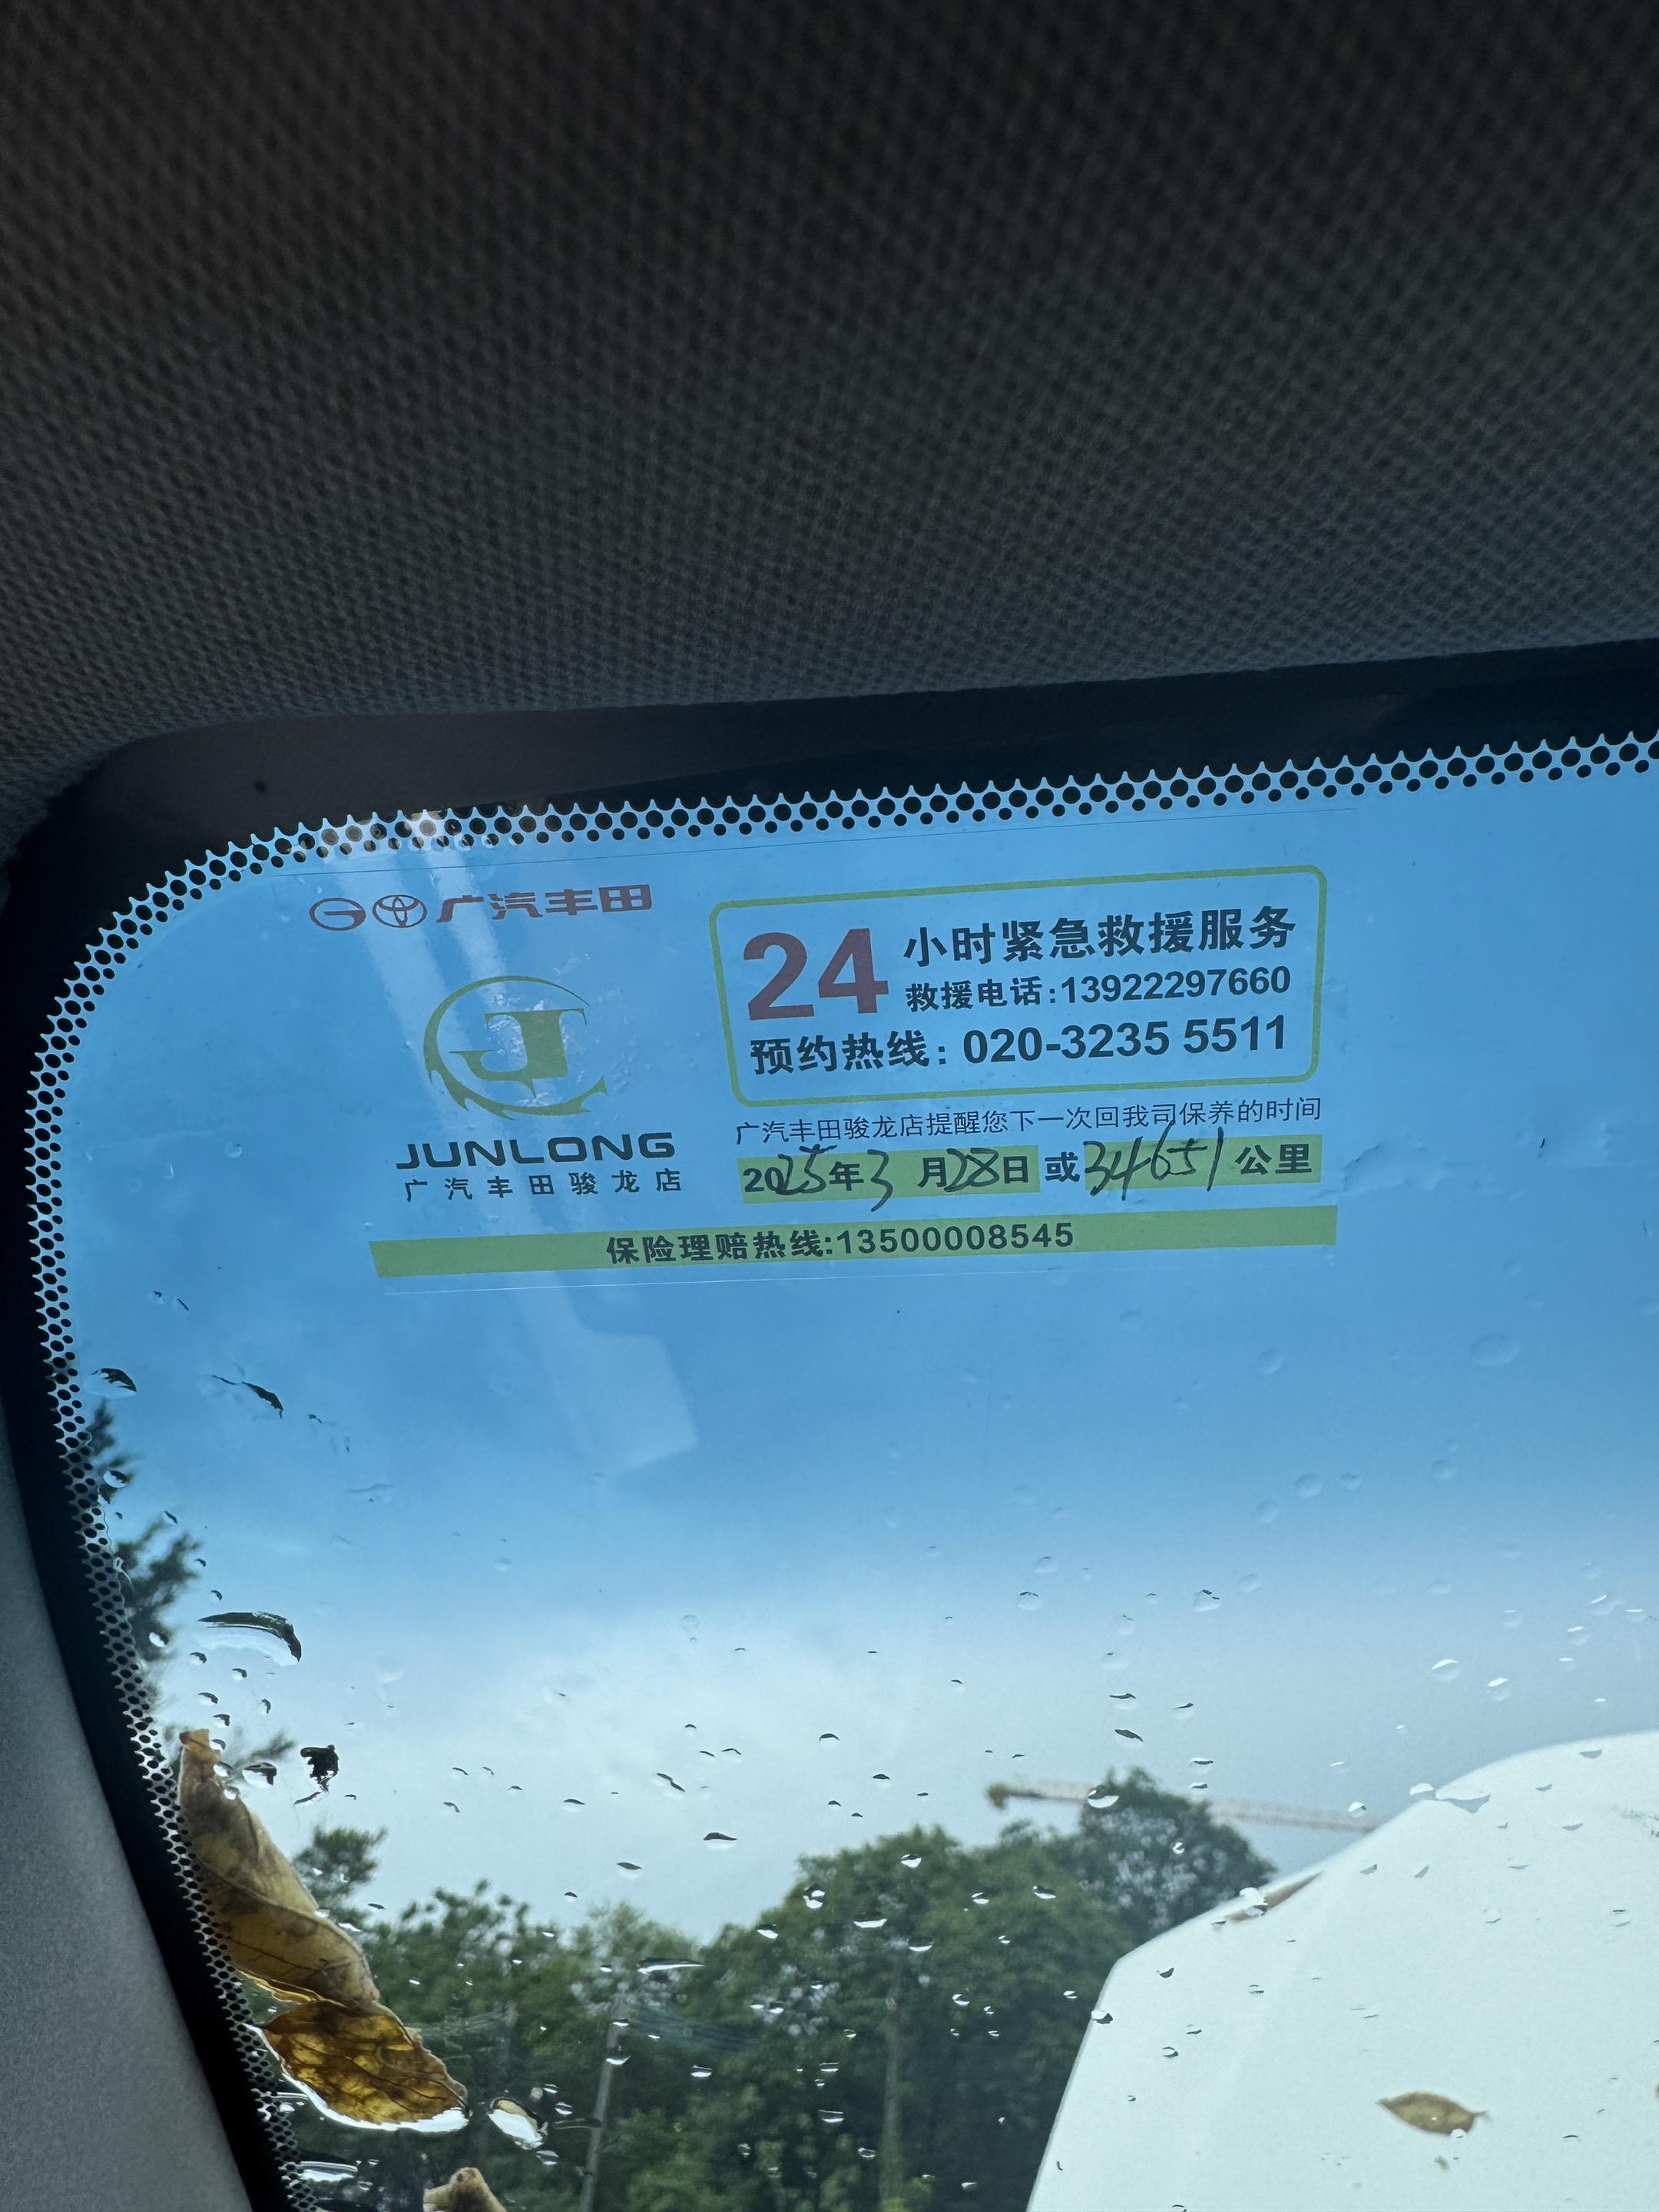 广汽丰田
JUNLONG
广汽丰田骏龙店
24小时紧急救援服务
救援电话:13922297660
预约热线: 020-3235 5511
广汽丰田骏龙店提醒您下一次回我司保养的时间
2025年3月28日 或34651公里
保险理赔热线:13500008545